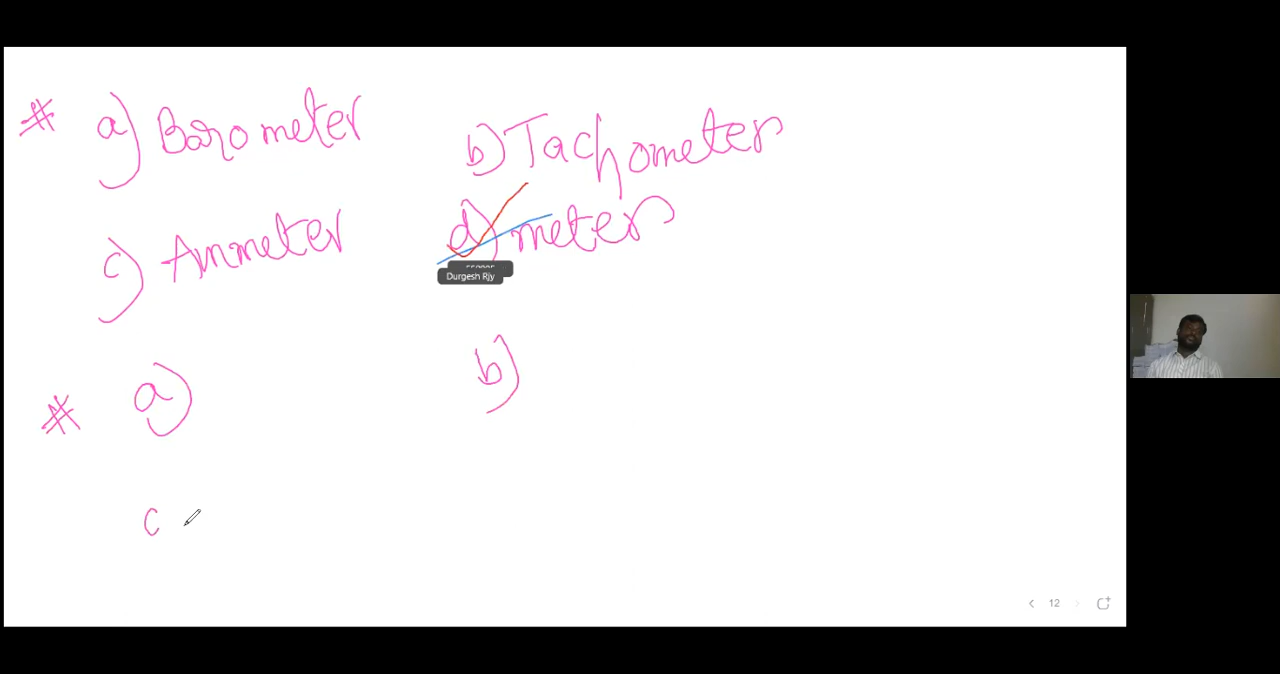 # a) Barometer b) Tachometer
c) Ammeter d) meter
Durgesh Rjy
# a) b)
c
12